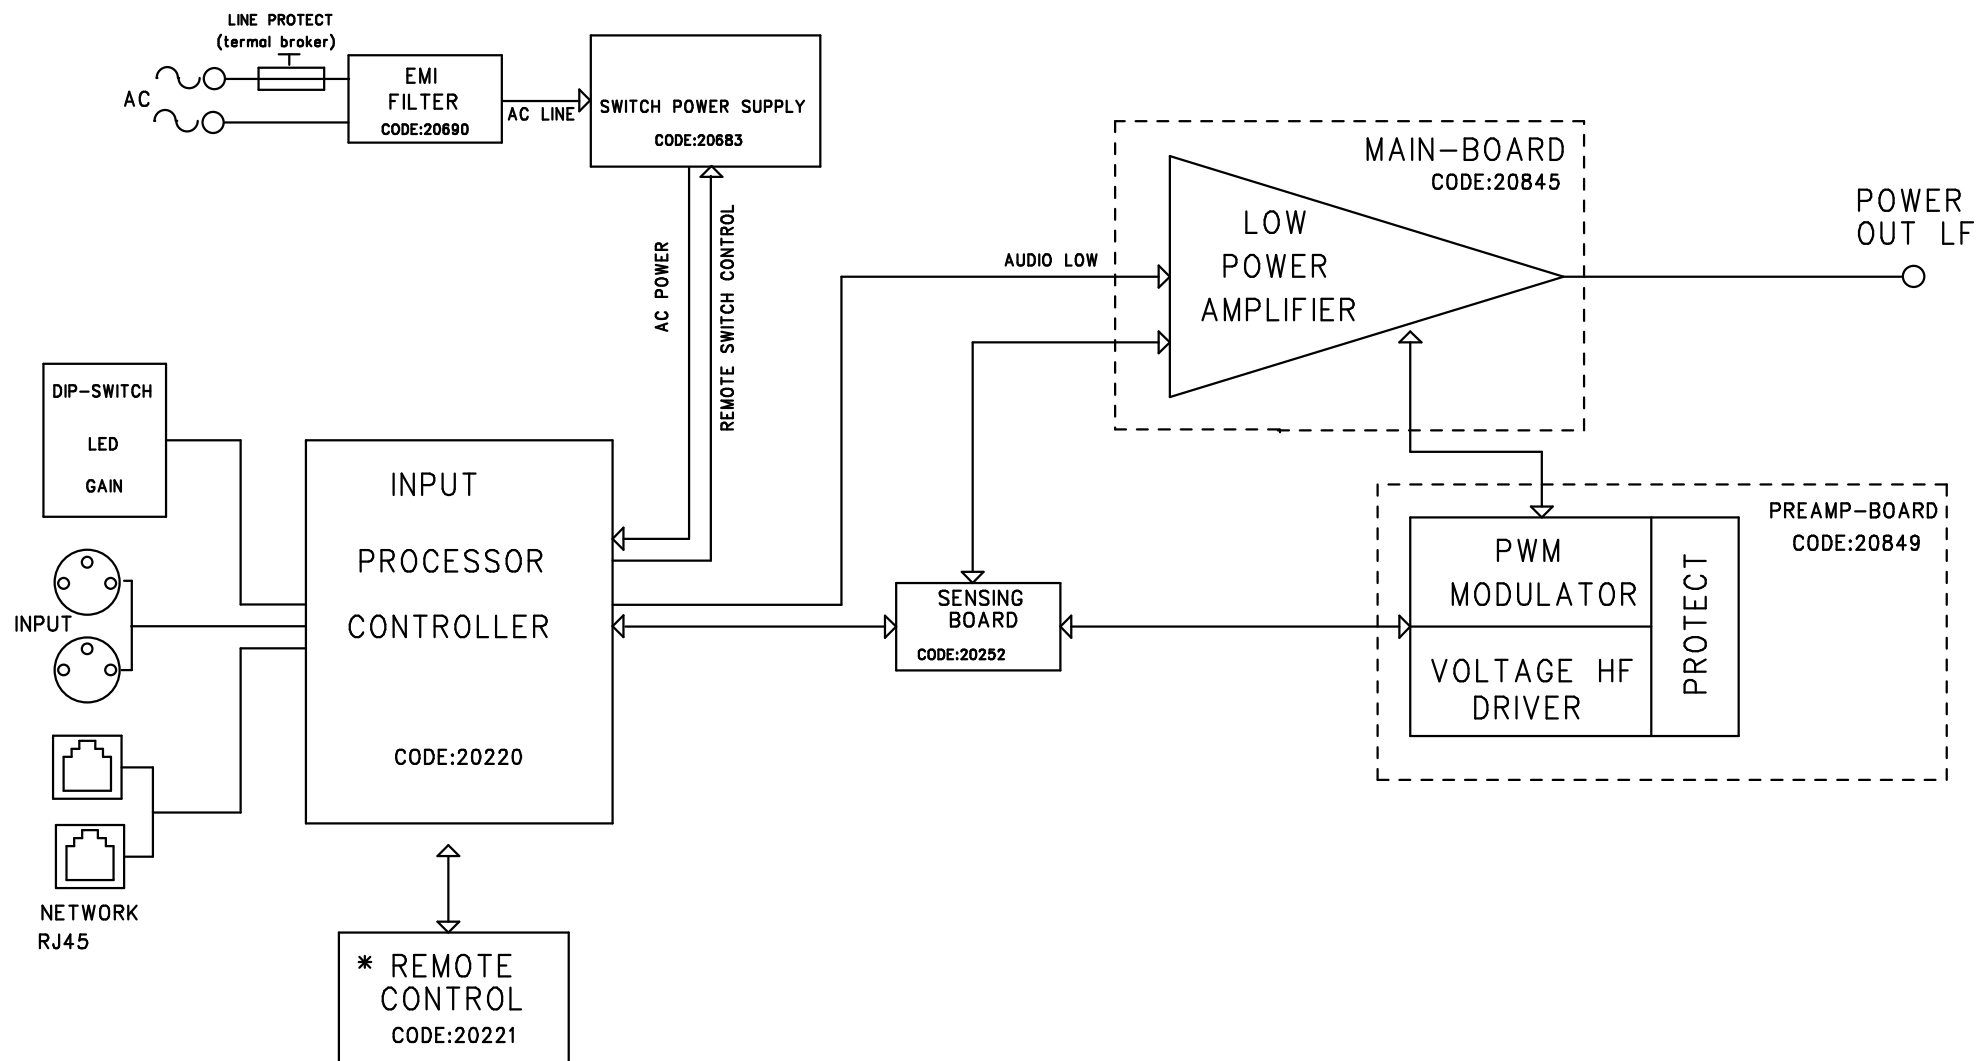 LINE PROTECT
(termal broker)
AC
EMI
FILTER
CODE:20690
AC LINE
SWITCH POWER SUPPLY
CODE:20683
AC POWER
REMOTE SWITCH CONTROL
MAIN-BOARD
CODE:20845
LOW
POWER
AMPLIFIER
AUDIO LOW
POWER
OUT LF
DIP-SWITCH
LED
GAIN
INPUT
NETWORK
RJ45
INPUT
PROCESSOR
CONTROLLER
CODE:20220
SENSING
BOARD
CODE:20252
PREAMP-BOARD
CODE:20849
PWM
MODULATOR
VOLTAGE HF
DRIVER
PROTECT
* REMOTE
CONTROL
CODE:20221